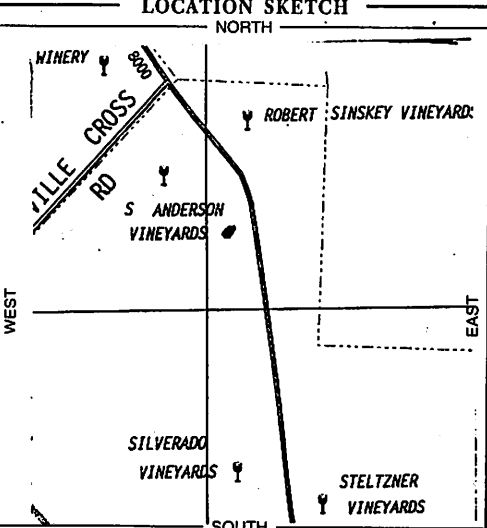 LOCATION SKETCH
NORTH
WINERY
8000
VILLE CROSS
RD
ROBERT SINSKEY VINEYARDS
S ANDERSON
VINEYARDS
WEST
EAST
SILVERADO
VINEYARDS
STELTZNER
VINEYARDS
SOUTH